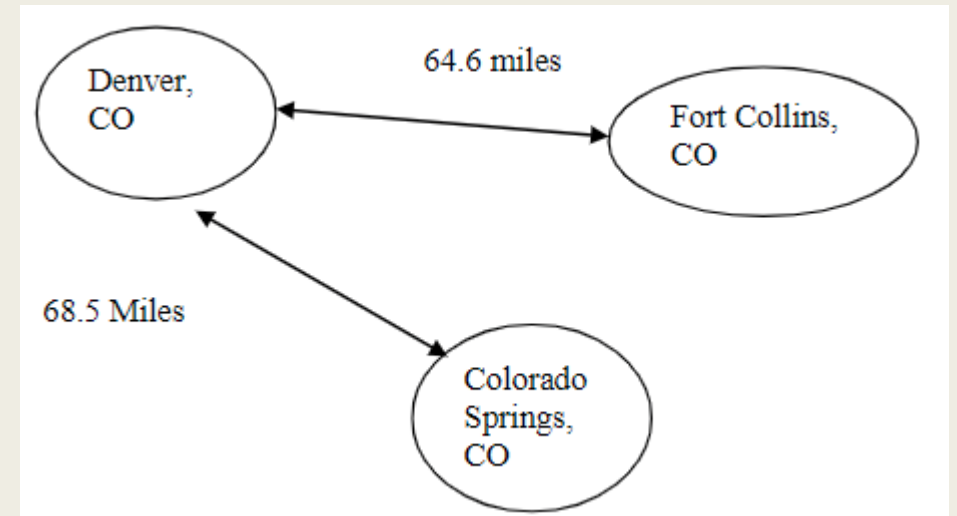 Denver,
CO
64.6 miles
Fort Collins,
CO
68.5 Miles
Colorado
Springs,
CO